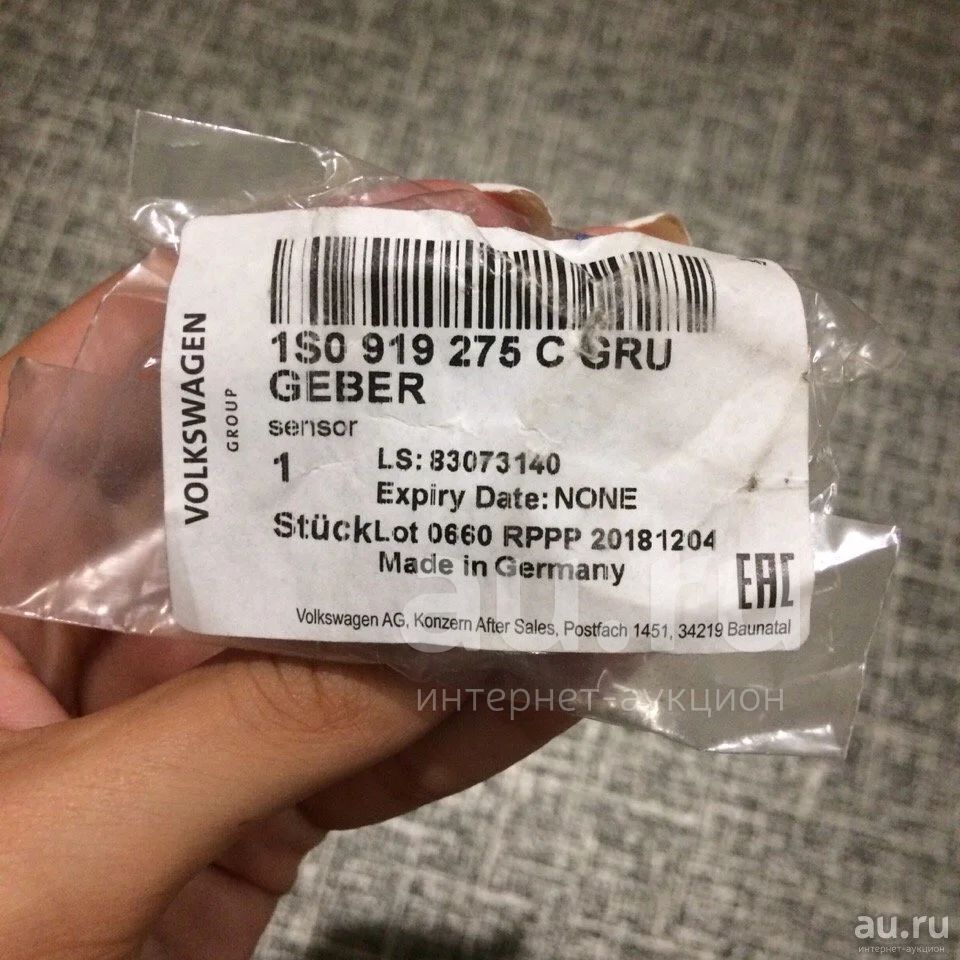 VOLKSWAGEN
GROUP
1S0 919 275 C GRU
GEBER
sensor
1
LS: 83073140
Expiry Date: NONE
Stück
Lot 0660 RPPP 20181204
Made in Germany
EAC
Volkswagen AG, Konzern After Sales, Postfach 1451, 34219 Baunatal
au.ru
интернет-аукцион
au.ru
интернет-аукцион